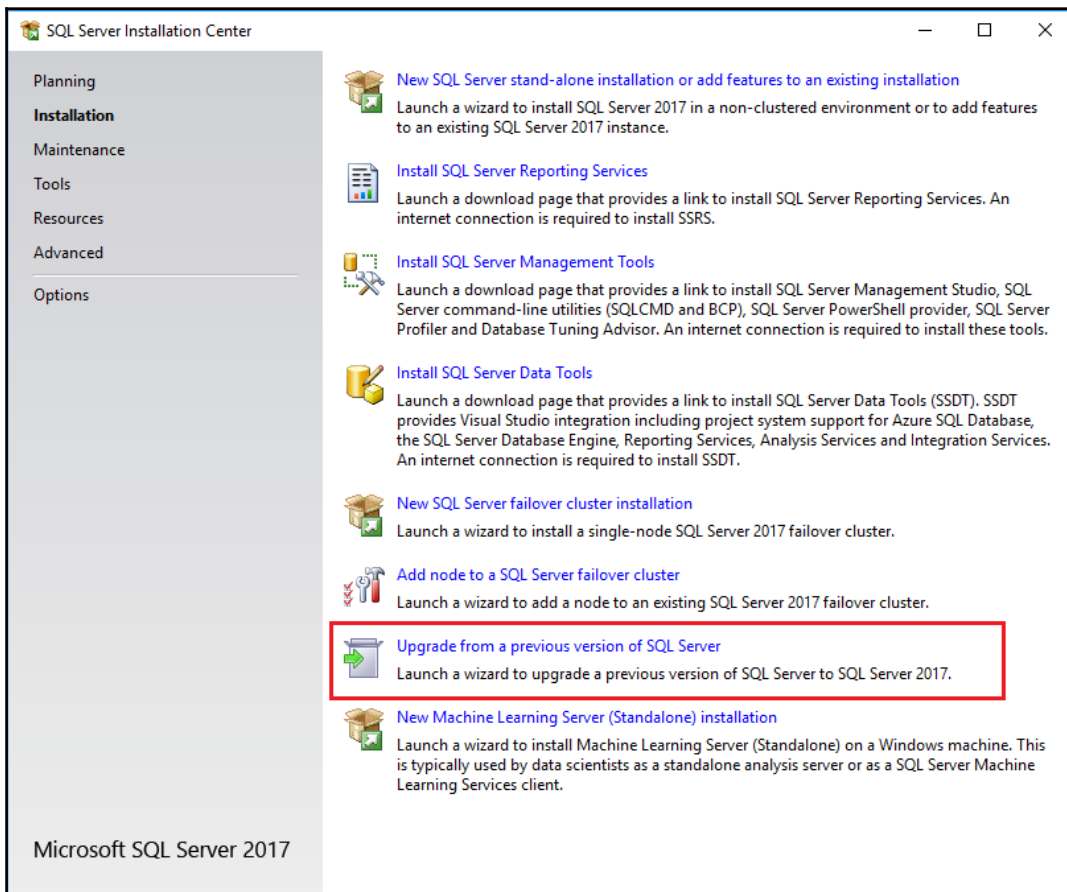 SQL Server Installation Center
Planning
Installation
Maintenance
Tools
Resources
Advanced
Options
New SQL Server stand-alone installation or add features to an existing installation
Launch a wizard to install SQL Server 2017 in a non-clustered environment or to add features
to an existing SQL Server 2017 instance.
Install SQL Server Reporting Services
Launch a download page that provides a link to install SQL Server Reporting Services. An
internet connection is required to install SSRS.
Install SQL Server Management Tools
Launch a download page that provides a link to install SQL Server Management Studio, SQL
Server command-line utilities (SQLCMD and BCP), SQL Server PowerShell provider, SQL Server
Profiler and Database Tuning Advisor. An internet connection is required to install these tools.
Install SQL Server Data Tools
Launch a download page that provides a link to install SQL Server Data Tools (SSDT). SSDT
provides Visual Studio integration including project system support for Azure SQL Database,
the SQL Server Database Engine, Reporting Services, Analysis Services and Integration Services.
An internet connection is required to install SSDT.
New SQL Server failover cluster installation
Launch a wizard to install a single-node SQL Server 2017 failover cluster.
Add node to a SQL Server failover cluster
Launch a wizard to add a node to an existing SQL Server 2017 failover cluster.
Upgrade from a previous version of SQL Server
Launch a wizard to upgrade a previous version of SQL Server to SQL Server 2017.
New Machine Learning Server (Standalone) installation
Launch a wizard to install Machine Learning Server (Standalone) on a Windows machine. This
is typically used by data scientists as a standalone analysis server or as a SQL Server Machine
Learning Services client.
Microsoft SQL Server 2017